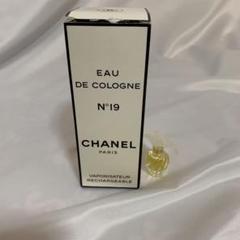 EAU
DE COLOGNE
N°19
CHANEL
PARIS
VAPORISATEUR
RECHARGEABLE